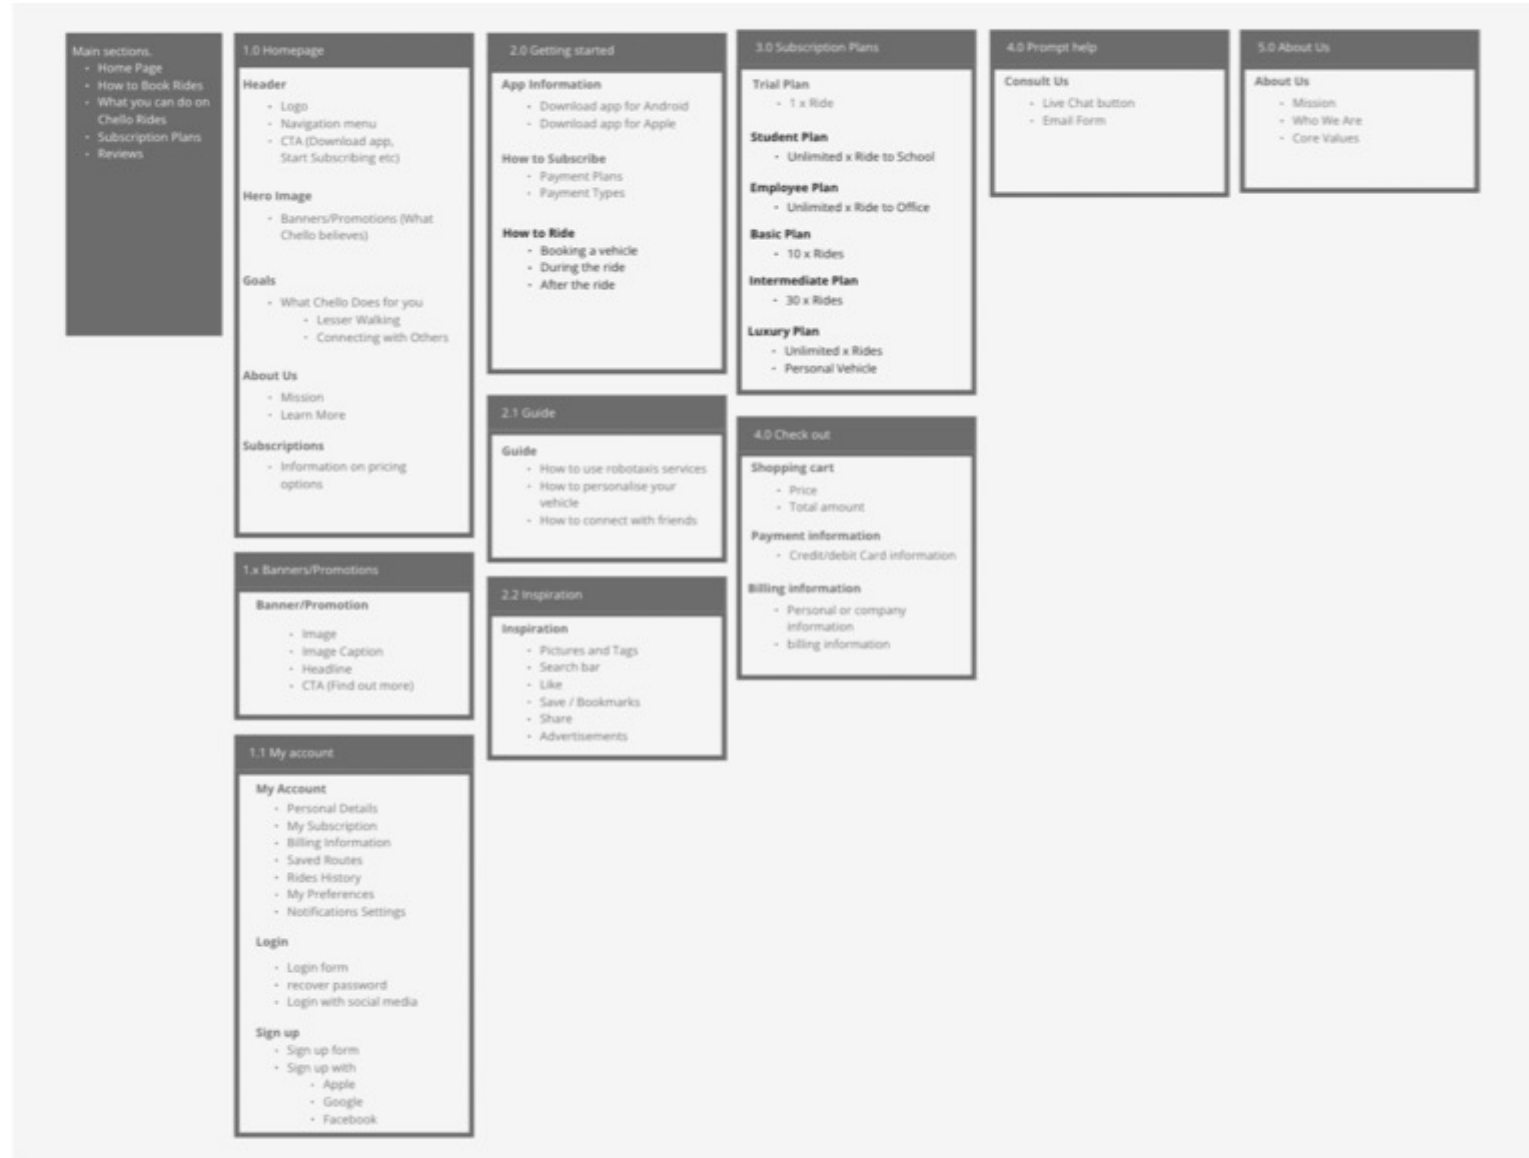 Main sections.
• Home Page
• How to Book Rides
• What you can do on
Chello Rides
• Subscription Plans
• Reviews
1.0 Homepage
Header
• Logo
• Navigation menu
• CTA (Download app,
Start Subscribing etc)
Hero Image
• Banners/Promotions (What
Chello believes)
Goals
• What Chello Does for you
• Lesser Walking
• Connecting with Others
About Us
• Mission
• Learn More
Subscriptions
• Information on pricing
options
1.x Banners/Promotions
Banner/Promotion
• Image
• Image Caption
• Headline
• CTA (Find out more)
1.1 My account
My Account
• Personal Details
• My Subscription
• Billing Information
• Saved Routes
• Rides History
• My Preferences
• Notifications Settings
Login
• Login form
• recover password
• Login with social media
Sign up
• Sign up form
• Sign up with
• Apple
• Google
• Facebook
2.0 Getting started
App Information
• Download app for Android
• Download app for Apple
How to Subscribe
• Payment Plans
• Payment Types
How to Ride
• Booking a vehicle
• During the ride
• After the ride
2.1 Guide
Guide
• How to use robotaxis services
• How to personalise your
vehicle
• How to connect with friends
2.2 Inspiration
Inspiration
• Pictures and Tags
• Search bar
• Like
• Save / Bookmarks
• Share
• Advertisements
3.0 Subscription Plans
Trial Plan
• 1 x Ride
Student Plan
• Unlimited x Ride to School
Employee Plan
• Unlimited x Ride to Office
Basic Plan
• 10 x Rides
Intermediate Plan
• 30 x Rides
Luxury Plan
• Unlimited x Rides
• Personal Vehicle
4.0 Check out
Shopping cart
• Price
• Total amount
Payment information
• Credit/debit Card information
Billing information
• Personal or company
information
• billing information
4.0 Prompt help
Consult Us
• Live Chat button
• Email Form
5.0 About Us
About Us
• Mission
• Who We Are
• Core Values